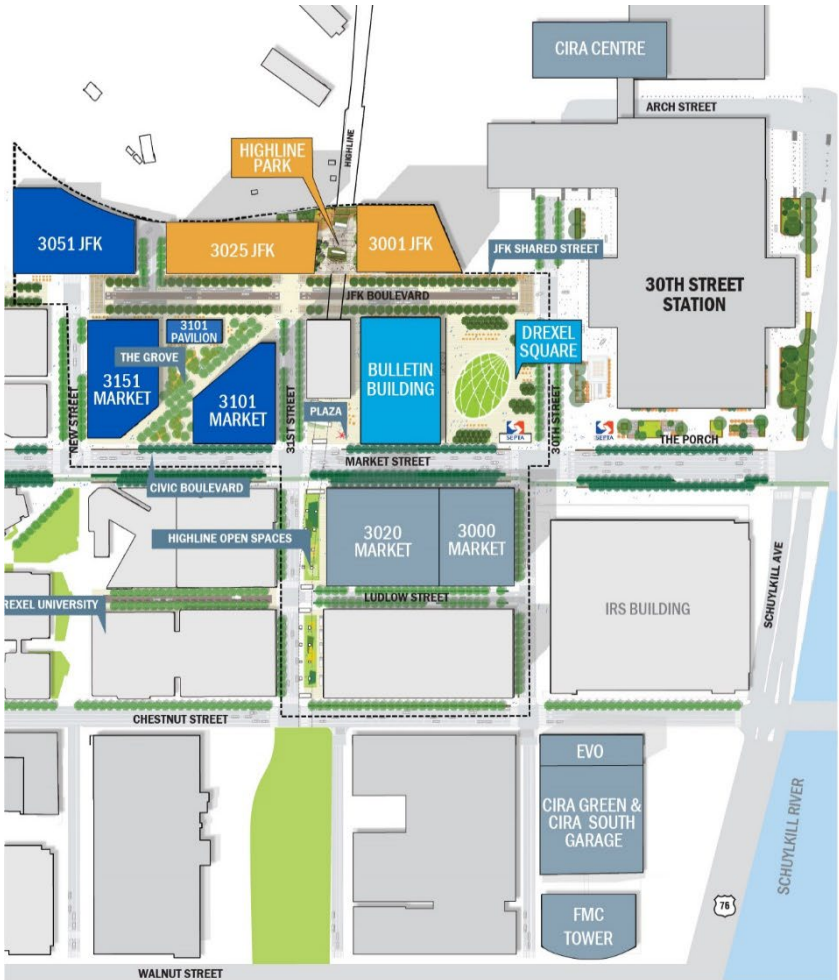 CIRA CENTRE
ARCH STREET
HIGHLINE
HIGHLINE
PARK
3051 JFK
3025 JFK
3001 JFK
JFK SHARED STREET
30TH STREET
STATION
JFK BOULEVARD
3101
PAVILION
THE GROVE
3151
MARKET
3101
MARKET
BULLETIN
BUILDING
DREXEL
SQUARE
NEW STREET
31ST STREET
PLAZA
30TH STREET
SEPTA
SEPTA
THE PORCH
MARKET STREET
CIVIC BOULEVARD
HIGHLINE OPEN SPACES
3020
MARKET
3000
MARKET
LUDLOW STREET
REXEL UNIVERSITY
IRS BUILDING
SCHUYLKILL AVE
CHESTNUT STREET
EVO
CIRA GREEN &
CIRA SOUTH
GARAGE
SCHUYLKILL RIVER
76
FMC
TOWER
WALNUT STREET